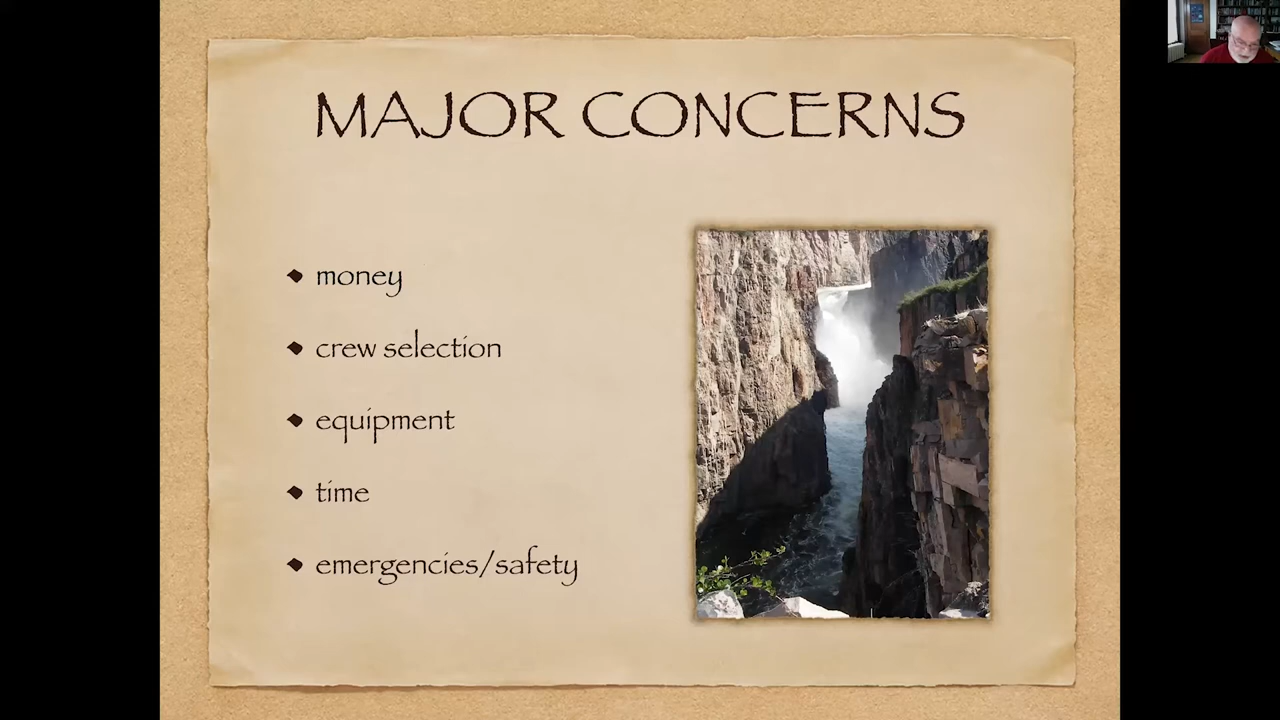 MAJOR CONCERNS
money
crew selection
equipment
time
emergencies/safety